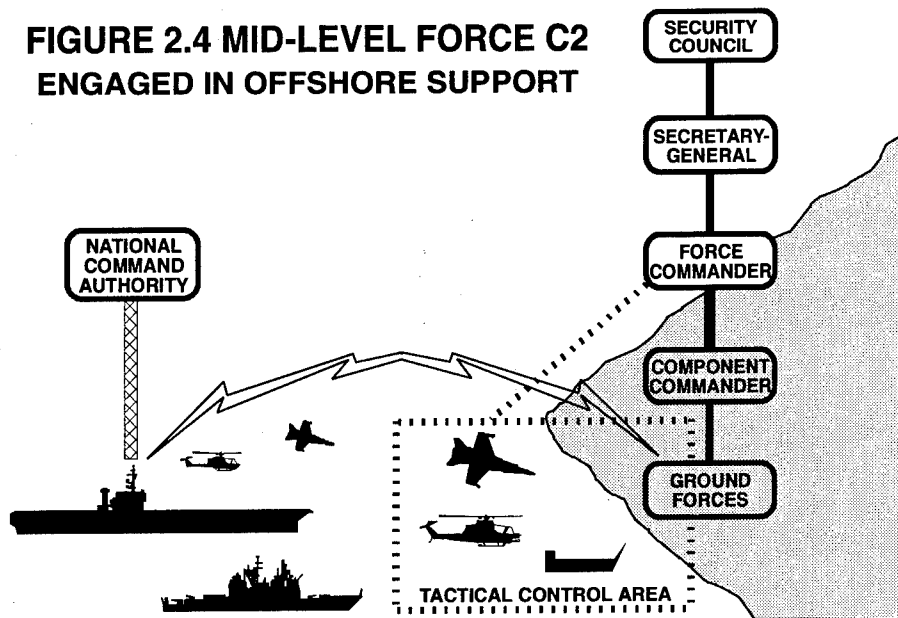 FIGURE 2.4 MID-LEVEL FORCE C2
ENGAGED IN OFFSHORE SUPPORT
SECURITY
COUNCIL
SECRETARY-
GENERAL
NATIONAL
COMMAND
AUTHORITY
FORCE
COMMANDER
COMPONENT
COMMANDER
GROUND
FORCES
TACTICAL CONTROL AREA